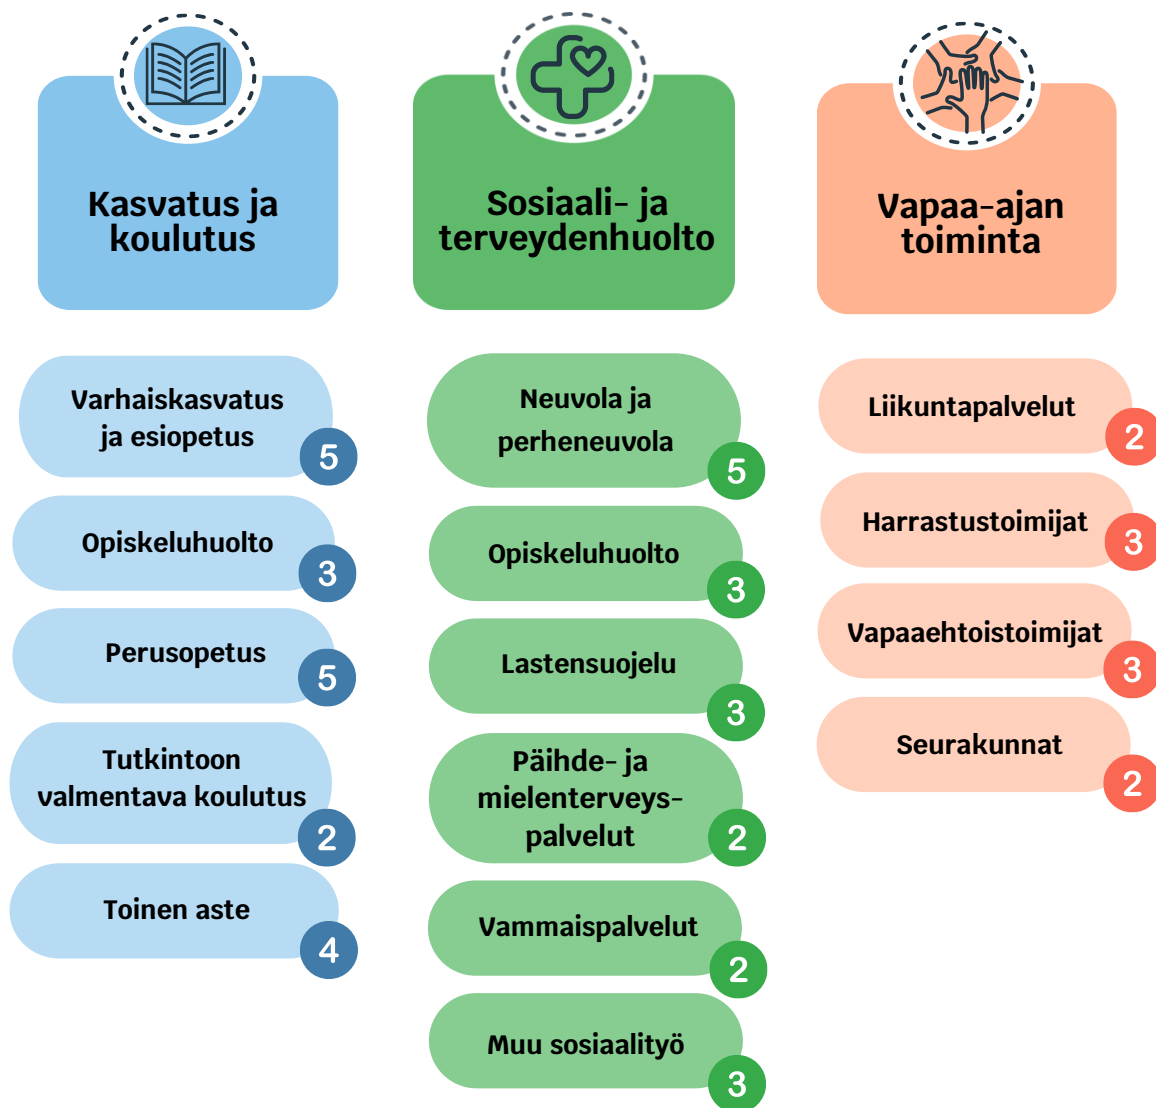 Kasvatus ja
koulutus
Varhaiskasvatus
ja esiopetus
5
Opiskeluhuolto
3
Perusopetus
5
Tutkintoon
valmentava koulutus
2
Toinen aste
4
Sosiaali- ja
terveydenhuolto
Neuvola ja
perheneuvola
5
Opiskeluhuolto
3
Lastensuojelu
3
Päihde- ja
mielenterveys-
palvelut
2
Vammaispalvelut
2
Muu sosiaalityö
3
Vapaa-ajan
toiminta
Liikuntapalvelut
2
Harrastustoimijat
3
Vapaaehtoistoimijat
3
Seurakunnat
2